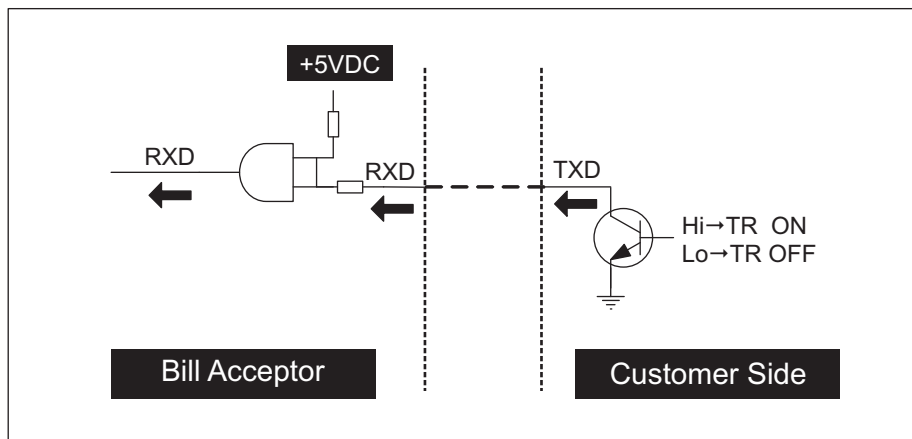 +5VDC
RXD
RXD
TXD
Hi→TR ON
Lo→TR OFF
Bill Acceptor
Customer Side